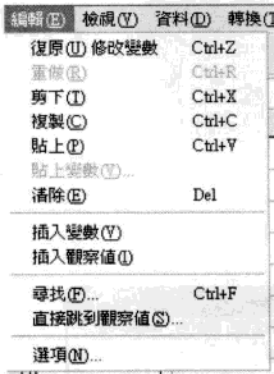 編輯(E) 檢視(V) 資料(D) 轉換(T
復原(U) 修改變數 Ctrl+Z
重做(R) Ctrl+R
剪下(T) Ctrl+X
複製(C) Ctrl+C
貼上(P) Ctrl+V
貼上變數(V)...
清除(E) Del
插入變數(V)
插入觀察值(I)
尋找(F)... Ctrl+F
直接跳到觀察值(S)...
選項(N)...